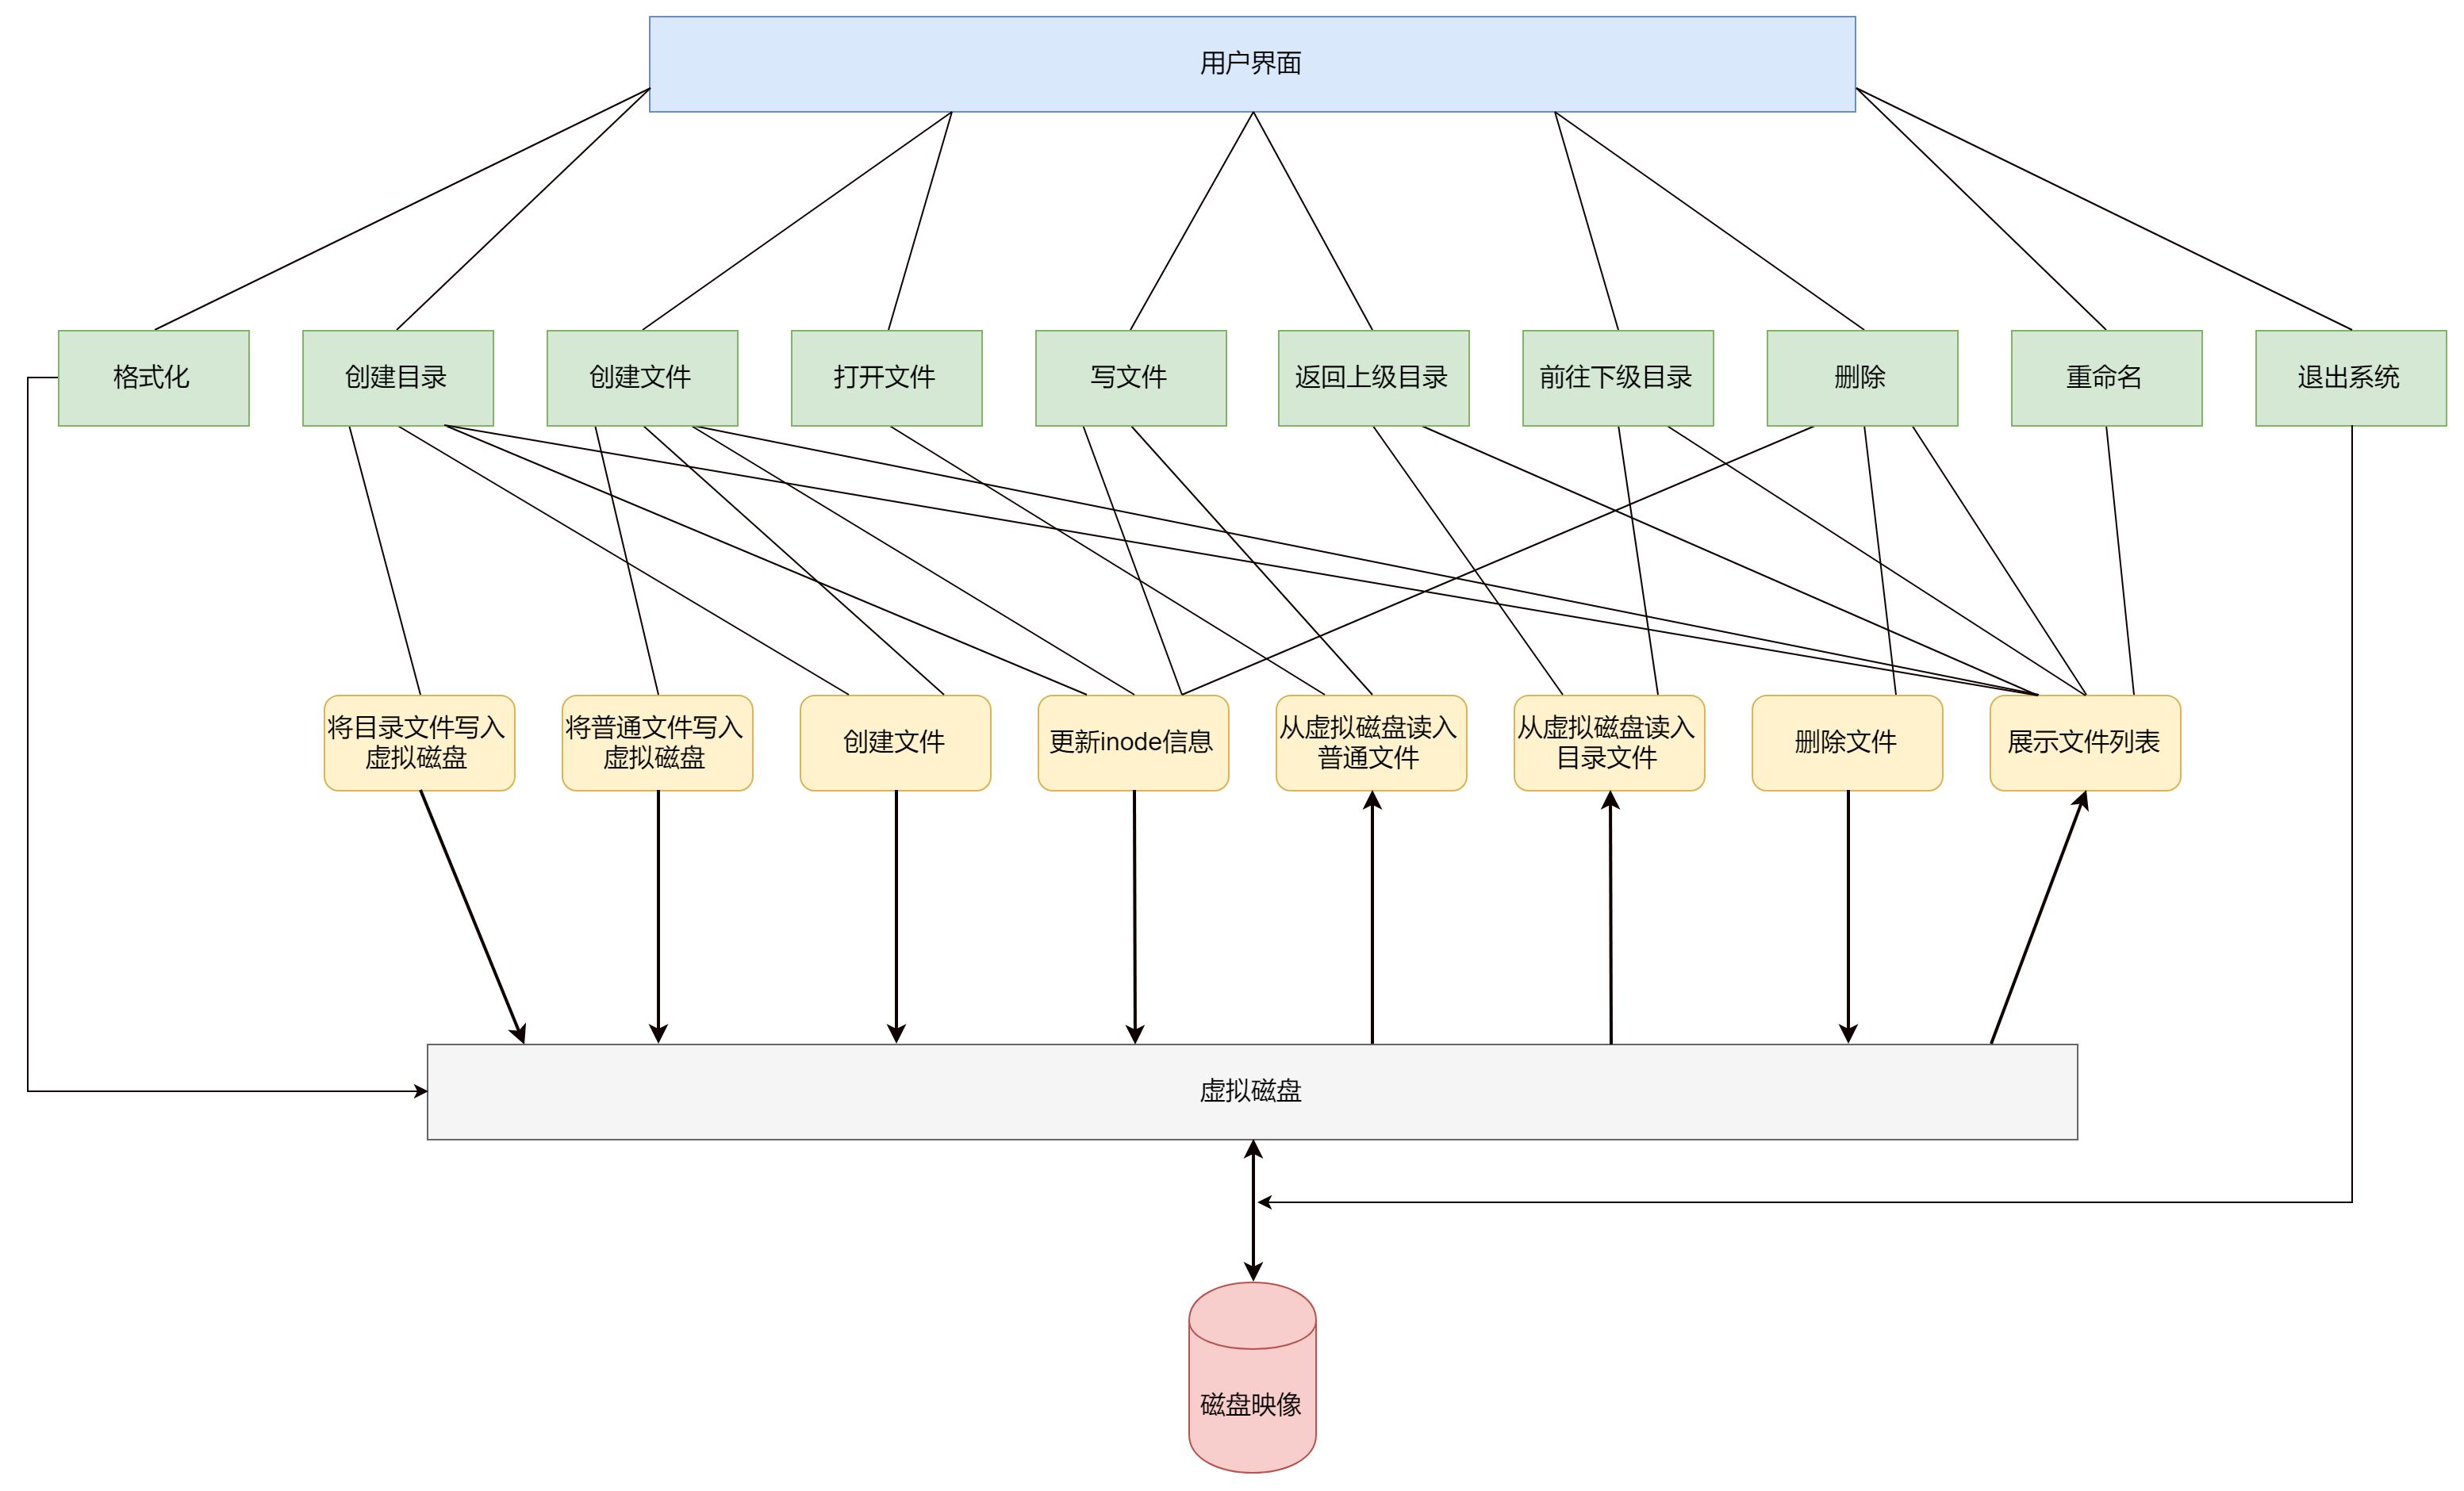 用户界面
格式化
创建目录
创建文件
打开文件
写文件
返回上级目录
前往下级目录
删除
重命名
退出系统
将目录文件写入
虚拟磁盘
将普通文件写入
虚拟磁盘
创建文件
更新inode信息
从虚拟磁盘读入
普通文件
从虚拟磁盘读入
目录文件
删除文件
展示文件列表
虚拟磁盘
磁盘映像